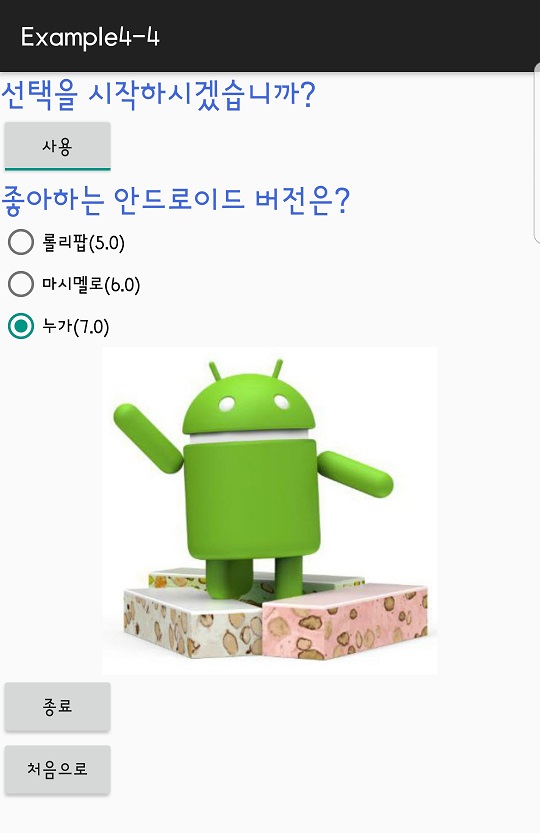 Example4-4
선택을 시작하시겠습니까?
사용
좋아하는 안드로이드 버전은?
롤리팝(5.0)
마시멜로(6.0)
누가(7.0)
종료
처음으로